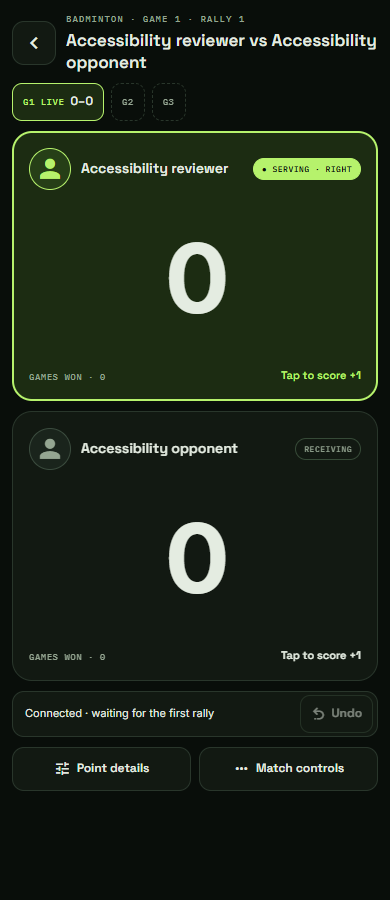 BADMINTON · GAME 1 · RALLY 1
Accessibility reviewer vs Accessibility
opponent
G1 LIVE 0–0 G2 G3
Accessibility reviewer
• SERVING · RIGHT
0
GAMES WON · 0
Tap to score +1
Accessibility opponent
RECEIVING
0
GAMES WON · 0
Tap to score +1
Connected · waiting for the first rally
Undo
Point details
Match controls